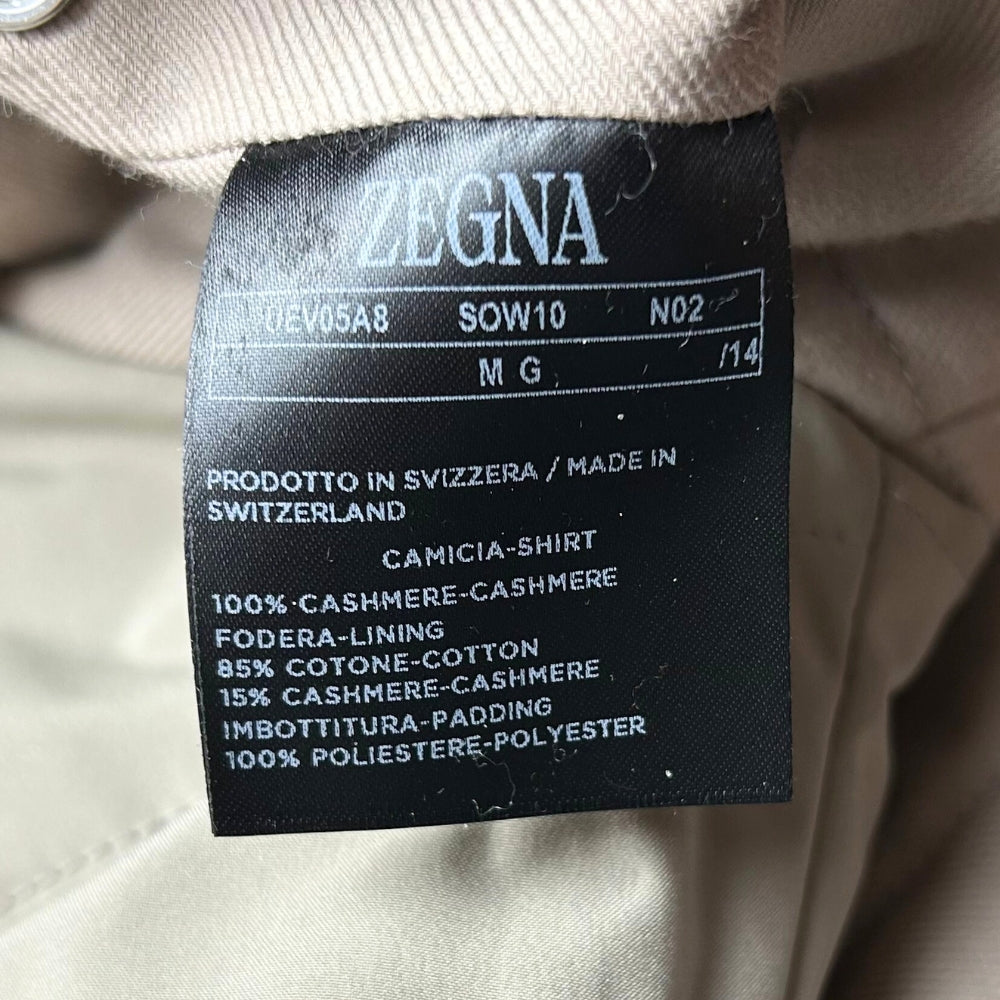 ZEGNA
UEV05A8 SOW10 N02
M G /14
PRODOTTO IN SVIZZERA / MADE IN
SWITZERLAND
CAMICIA-SHIRT
100% CASHMERE-CASHMERE
FODERA-LINING
85% COTONE-COTTON
15% CASHMERE-CASHMERE
IMBOTTITURA-PADDING
100% POLIESTERE-POLYESTER